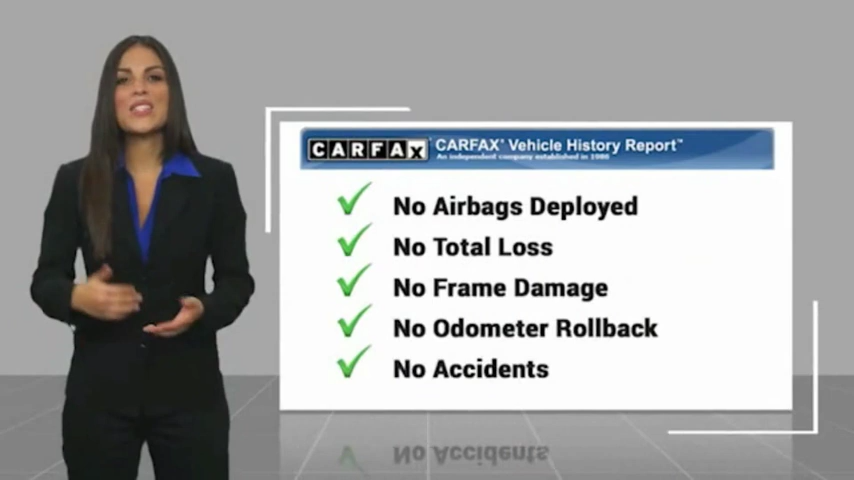 CARFAX CARFAX® Vehicle History Report™
An independent company established in 1986
No Airbags Deployed
No Total Loss
No Frame Damage
No Odometer Rollback
No Accidents
No Accidents